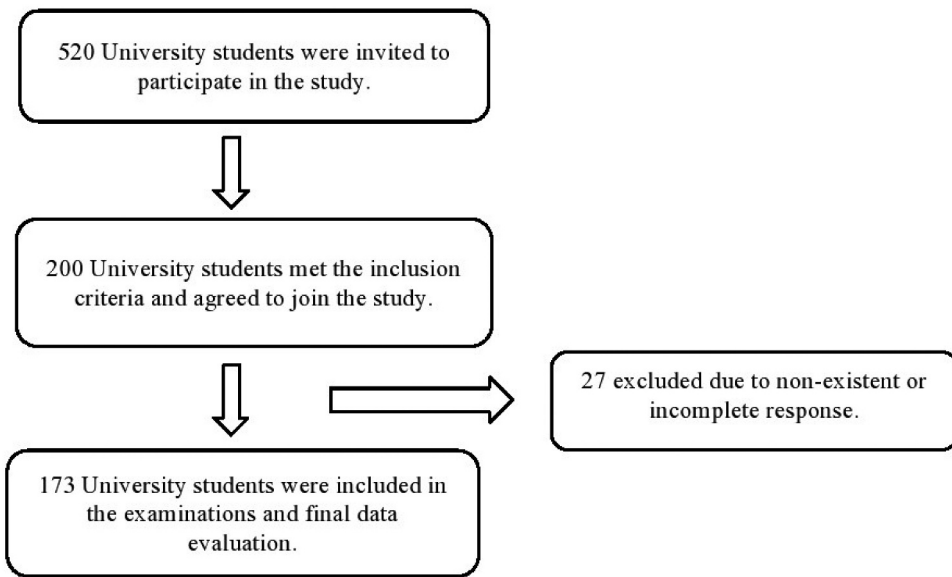 520 University students were invited to
participate in the study.
200 University students met the inclusion
criteria and agreed to join the study.
27 excluded due to non-existent or
incomplete response.
173 University students were included in
the examinations and final data
evaluation.